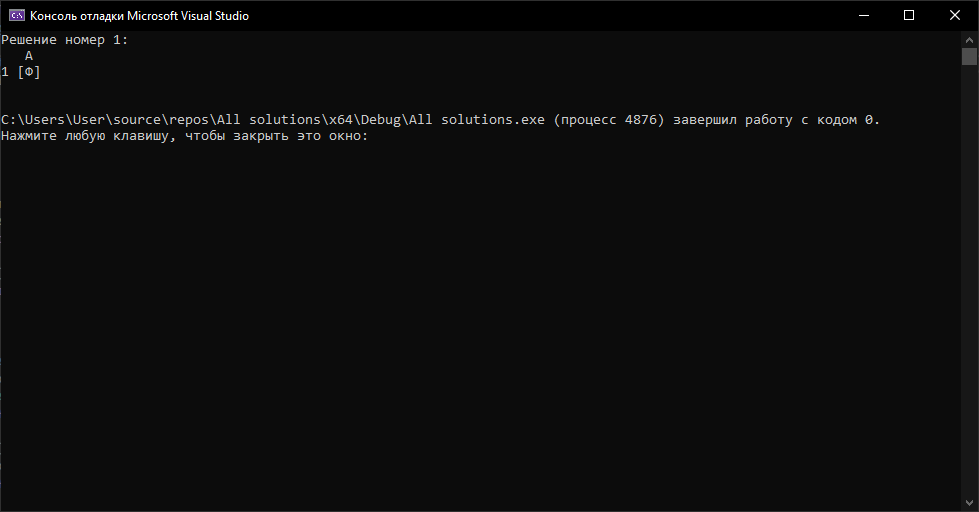 Консоль отладки Microsoft Visual Studio
Решение номер 1:
   A
1 [Ф]
C:\Users\User\source\repos\All solutions\x64\Debug\All solutions.exe (процесс 4876) завершил работу с кодом 0.
Нажмите любую клавишу, чтобы закрыть это окно: